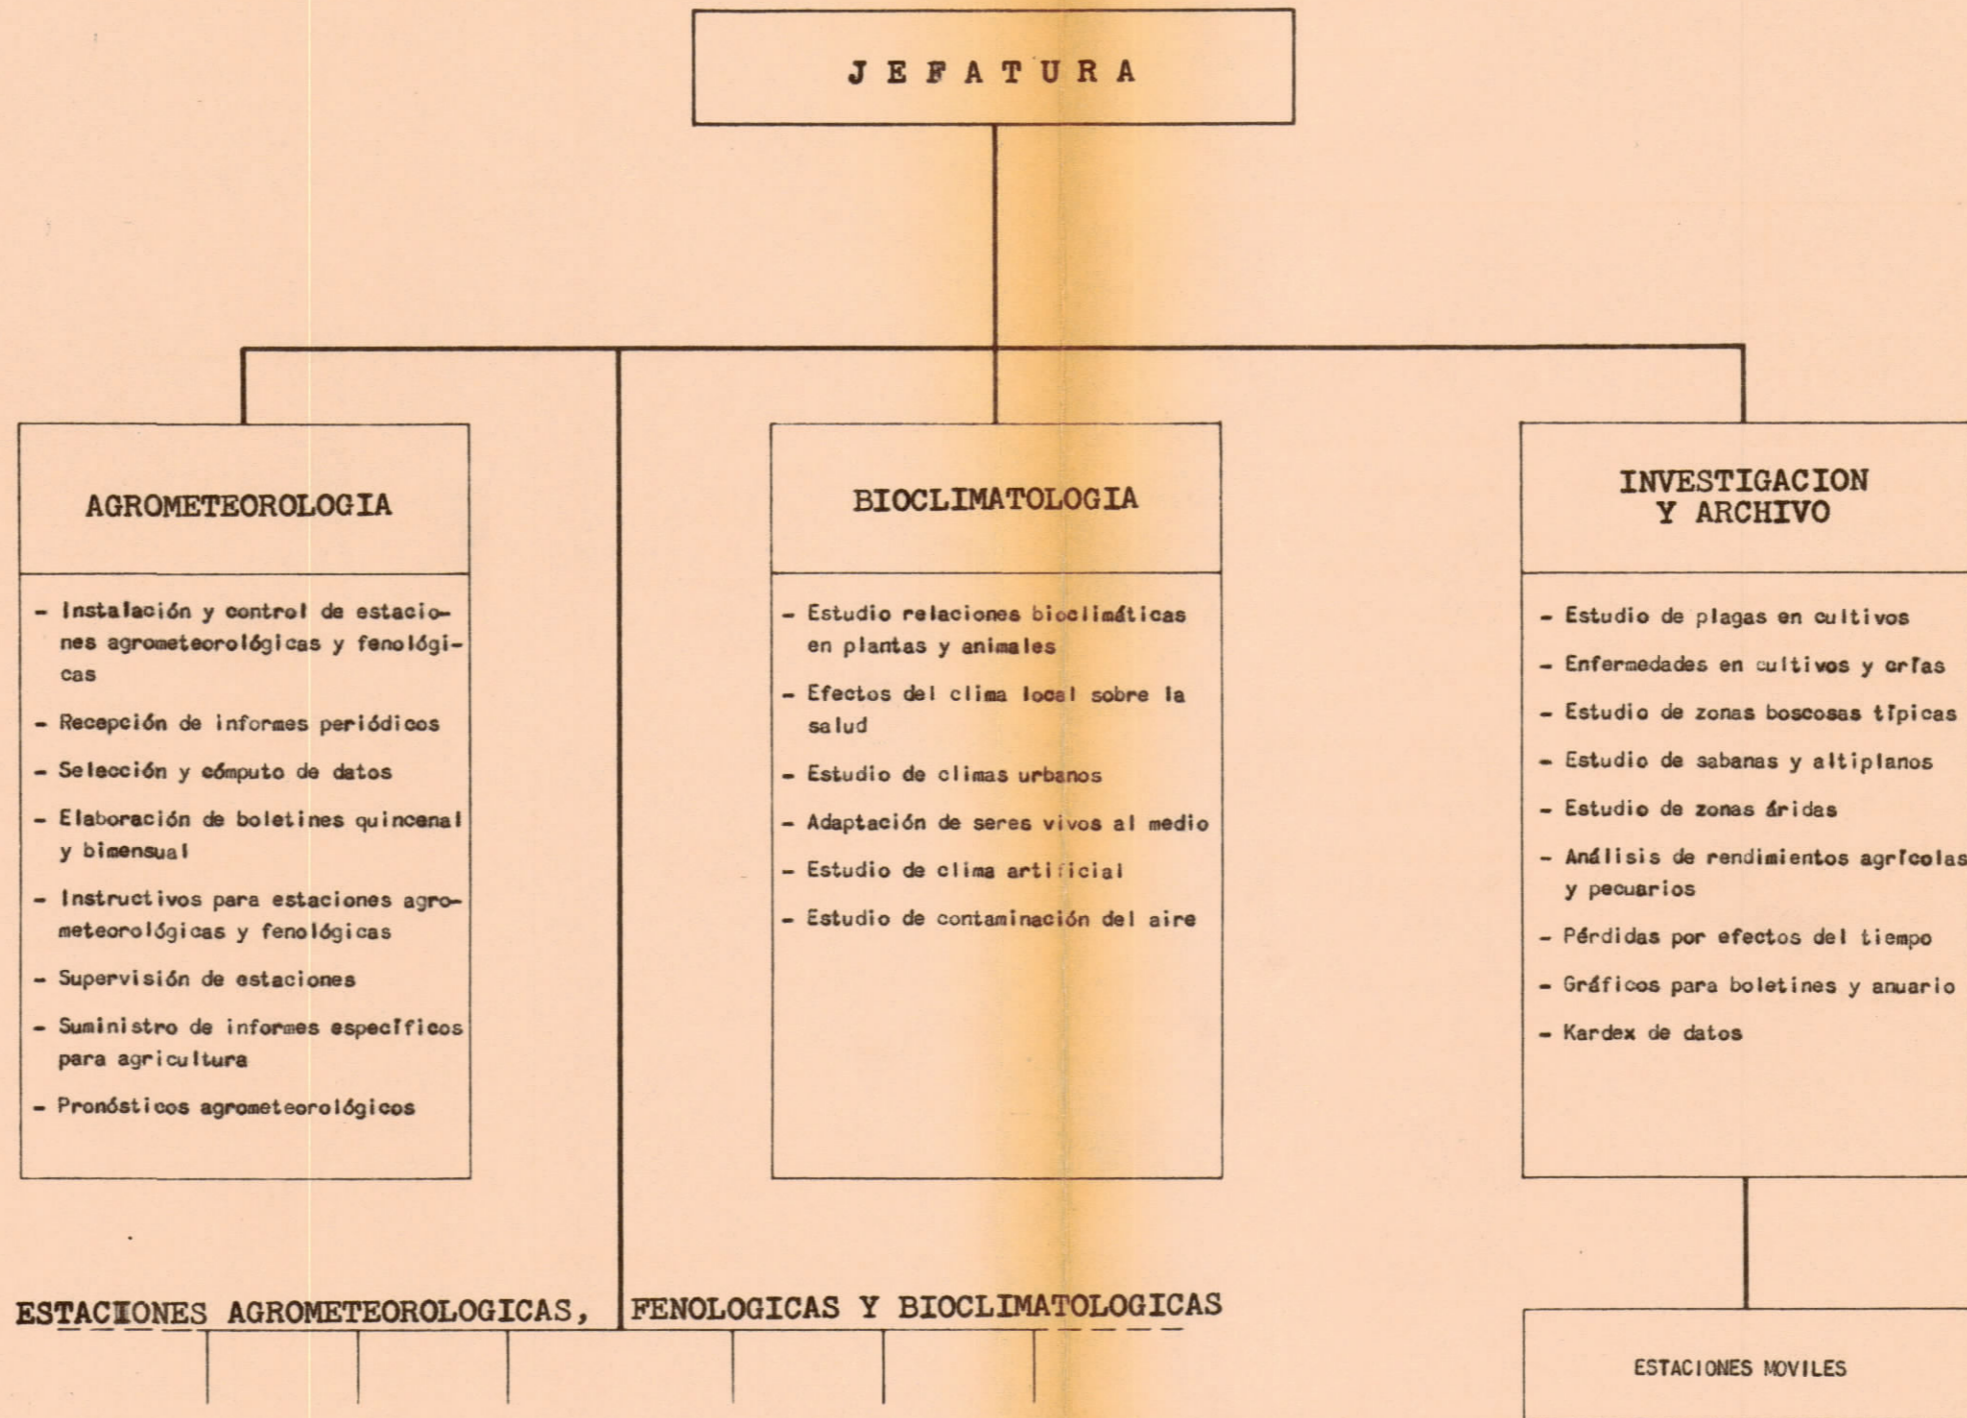 JEFATURA
AGROMETEOROLOGIA
- Instalación y control de estacio-
nes agrometeorológicas y fenológi-
cas
- Recepción de informes periódicos
- Selección y cómputo de datos
- Elaboración de boletines quincenal
y bimensual
- Instructivos para estaciones agro-
meteorológicas y fenológicas
- Supervisión de estaciones
- Suministro de informes específicos
para agricultura
- Pronósticos agrometeorológicos
BIOCLIMATOLOGIA
- Estudio relaciones bioclimáticas
en plantas y animales
- Efectos del clima local sobre la
salud
- Estudio de climas urbanos
- Adaptación de seres vivos al medio
- Estudio de clima artificial
- Estudio de contaminación del aire
INVESTIGACION
Y ARCHIVO
- Estudio de plagas en cultivos
- Enfermedades en cultivos y crías
- Estudio de zonas boscosas típicas
- Estudio de sabanas y altiplanos
- Estudio de zonas áridas
- Análisis de rendimientos agrícolas
y pecuarios
- Pérdidas por efectos del tiempo
- Gráficos para boletines y anuario
- Kardex de datos
ESTACIONES AGROMETEOROLOGICAS, FENOLOGICAS Y BIOCLIMATOLOGICAS
ESTACIONES MOVILES